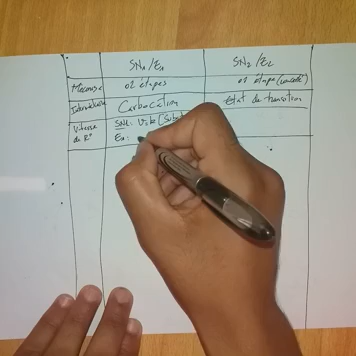 SN₁/E₁ SN₂/E₂
Mécanisme 02 étapes 01 étape (concerté)
Intermédiaire Carbocation état de transition
Vitesse SN1: V=k[Subst
de R° E₁: